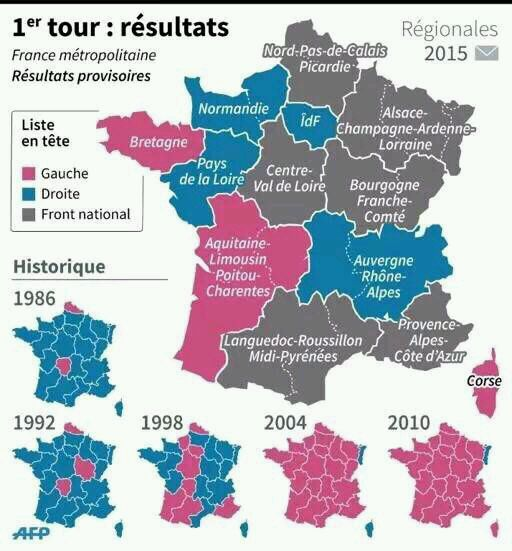 1er tour : résultats
France métropolitaine
Résultats provisoires
Régionales
2015
Liste
en tête
Gauche
Droite
Front national
Nord-Pas-de-Calais
Picardie
Normandie
ÎdF
Alsace-
Champagne-Ardenne-
Lorraine
Bretagne
Pays
de la Loire
Centre-
Val de Loire
Bourgogne
Franche-
Comté
Aquitaine-
Limousin
Poitou-
Charentes
Auvergne
Rhône-
Alpes
Languedoc-Roussillon
Midi-Pyrénées
Provence-
Alpes-
Côte d'Azur
Corse
Historique
1986
1992
1998
2004
2010
AFP